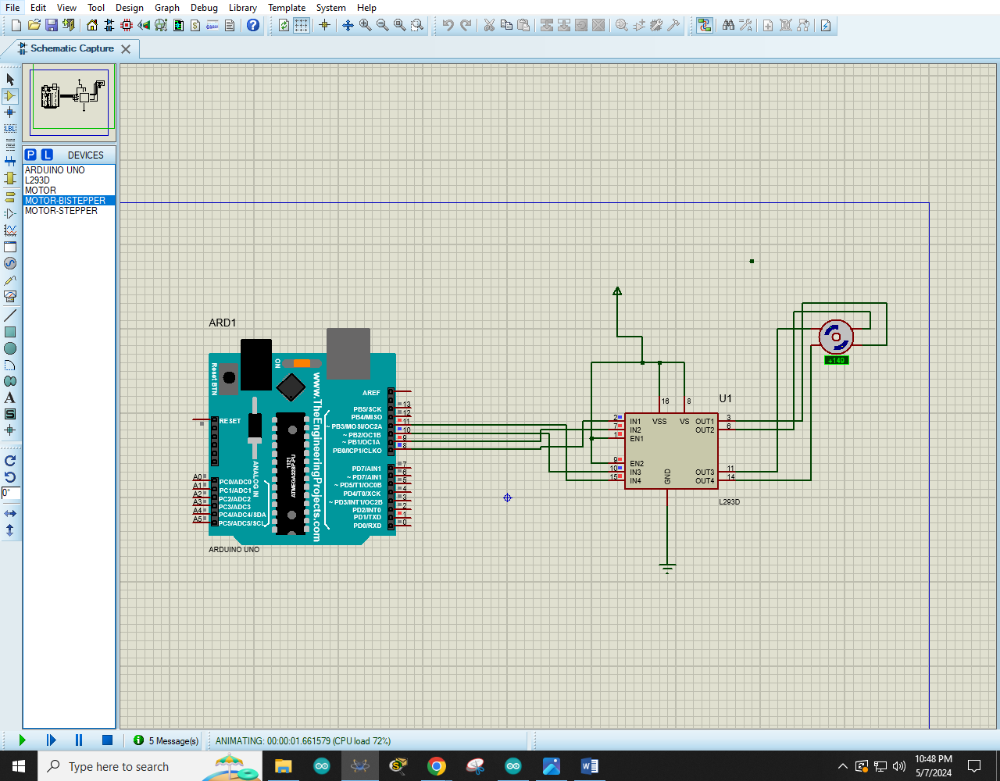 File Edit View Tool Design Graph Debug Library Template System Help
Schematic Capture
P L DEVICES
ARDUINO UNO
L293D
MOTOR
MOTOR-BISTEPPER
MOTOR-STEPPER
LBL
A
S
0°
ARD1
ON
Reset BTN
www.TheEngineeringProjects.com
ANALOG IN
RESET
AREF
PB5/SCK 13
PB4/MISO 12
~ PB3/MOSI/OC2A 11
~ PB2/OC1B 10
~ PB1/OC1A 9
PB0/ICP1/CLKO 8
PD7/AIN1 7
~ PD7/AIN1 6
~ PD5/T1/OC0B 5
PD4/T0/XCK 4
~ PD3/INT1/OC2B 3
PD2/INT0 2
PD1/TXD 1
PD0/RXD 0
A0 PC0/ADC0
A1 PC1/ADC1
A2 PC2/ADC2
A3 PC3/ADC3
A4 PC4/ADC4/SDA
A5 PC5/ADC5/SCL
ARDUINO UNO
+149
U1
16 8
2 IN1 VSS VS OUT1 3
7 IN2 OUT2 6
1 EN1
9 EN2
10 IN3 OUT3 11
15 IN4 OUT4 14
GND
L293D
5 Message(s) ANIMATING: 00:00:01.661579 (CPU load 72%)
Type here to search
10:48 PM
5/7/2024